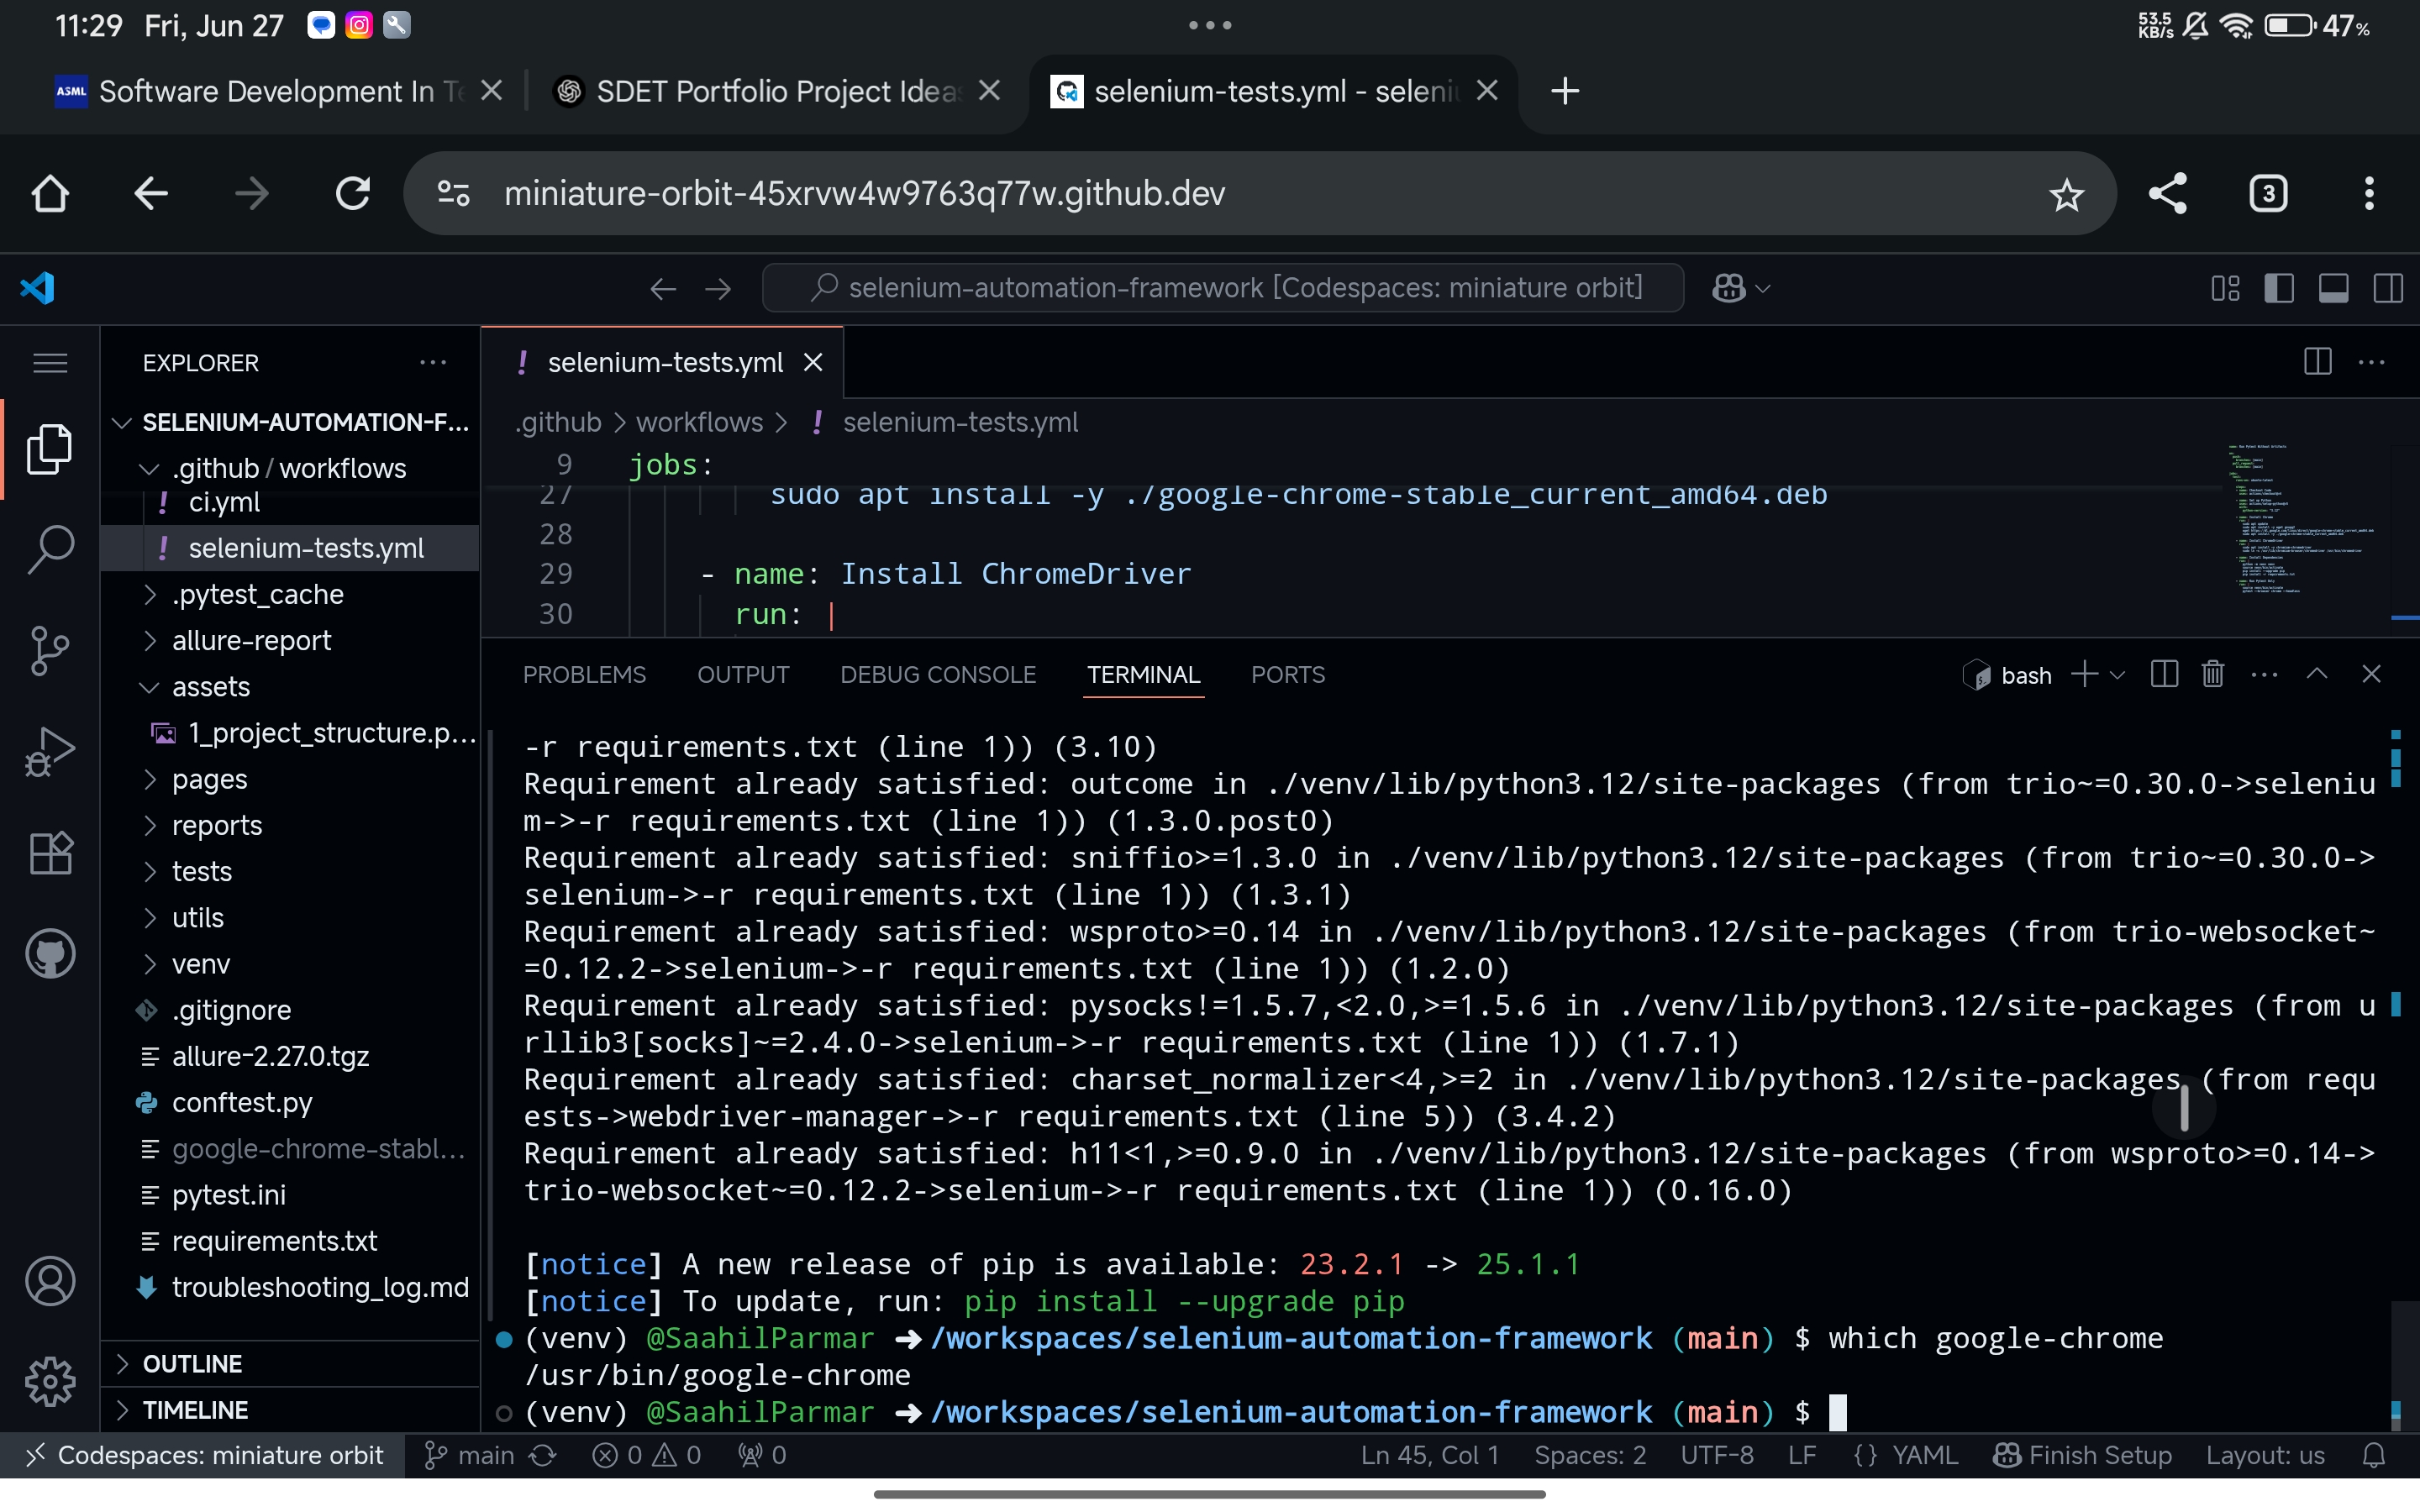 11:29 Fri, Jun 27
53.5 KB/s 47%
ASML Software Development In Te
SDET Portfolio Project Ideas
selenium-tests.yml - seleniu
miniature-orbit-45xrvw4w9763q77w.github.dev
3
selenium-automation-framework [Codespaces: miniature orbit]
EXPLORER
SELENIUM-AUTOMATION-F...
.github / workflows
ci.yml
selenium-tests.yml
.pytest_cache
allure-report
assets
1_project_structure.p...
pages
reports
tests
utils
venv
.gitignore
allure-2.27.0.tgz
conftest.py
google-chrome-stabl...
pytest.ini
requirements.txt
troubleshooting_log.md
OUTLINE
TIMELINE
! selenium-tests.yml
.github > workflows > ! selenium-tests.yml
9 jobs:
27 sudo apt install -y ./google-chrome-stable_current_amd64.deb
28
29 - name: Install ChromeDriver
30 run: |
PROBLEMS OUTPUT DEBUG CONSOLE TERMINAL PORTS
bash
-r requirements.txt (line 1)) (3.10)
Requirement already satisfied: outcome in ./venv/lib/python3.12/site-packages (from trio~=0.30.0->seleniu
m->-r requirements.txt (line 1)) (1.3.0.post0)
Requirement already satisfied: sniffio>=1.3.0 in ./venv/lib/python3.12/site-packages (from trio~=0.30.0->
selenium->-r requirements.txt (line 1)) (1.3.1)
Requirement already satisfied: wsproto>=0.14 in ./venv/lib/python3.12/site-packages (from trio-websocket~
=0.12.2->selenium->-r requirements.txt (line 1)) (1.2.0)
Requirement already satisfied: pysocks!=1.5.7,<2.0,>=1.5.6 in ./venv/lib/python3.12/site-packages (from u
rllib3[socks]~=2.4.0->selenium->-r requirements.txt (line 1)) (1.7.1)
Requirement already satisfied: charset_normalizer<4,>=2 in ./venv/lib/python3.12/site-packages (from requ
ests->webdriver-manager->-r requirements.txt (line 5)) (3.4.2)
Requirement already satisfied: h11<1,>=0.9.0 in ./venv/lib/python3.12/site-packages (from wsproto>=0.14->
trio-websocket~=0.12.2->selenium->-r requirements.txt (line 1)) (0.16.0)
[notice] A new release of pip is available: 23.2.1 -> 25.1.1
[notice] To update, run: pip install --upgrade pip
(venv) @SaahilParmar ➜ /workspaces/selenium-automation-framework (main) $ which google-chrome
/usr/bin/google-chrome
(venv) @SaahilParmar ➜ /workspaces/selenium-automation-framework (main) $
Codespaces: miniature orbit main 0 0 0 Ln 45, Col 1 Spaces: 2 UTF-8 LF {} YAML Finish Setup Layout: us